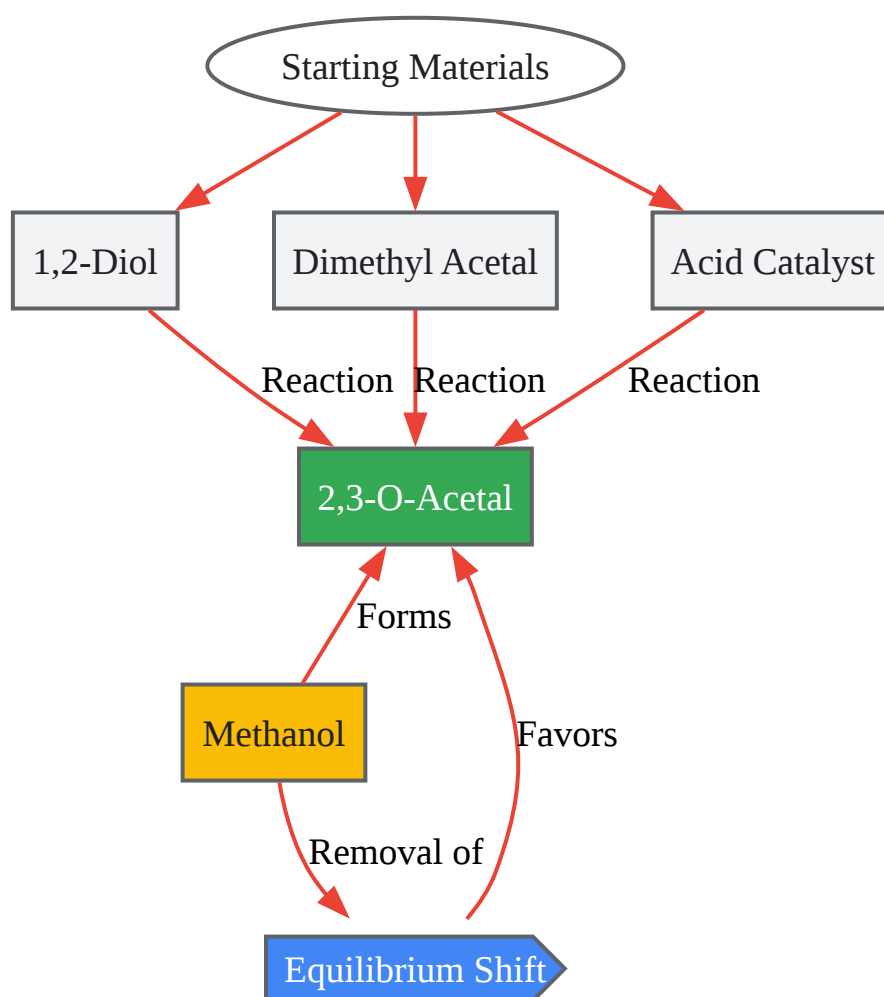 Starting Materials
1,2-Diol
Dimethyl Acetal
Acid Catalyst
Reaction
Reaction
Reaction
2,3-O-Acetal
Forms
Methanol
Favors
Removal of
Equilibrium Shift